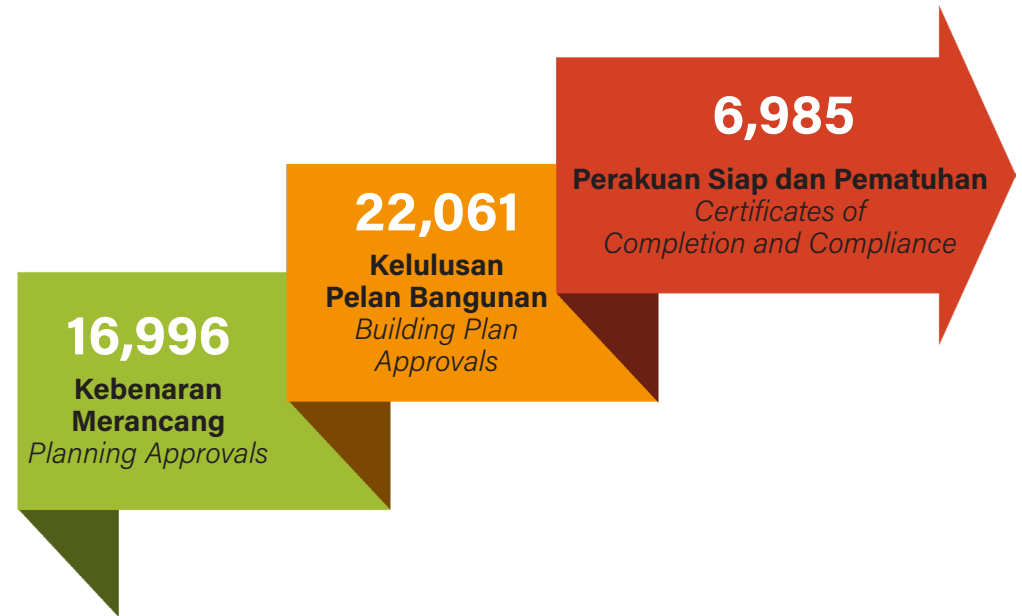 16,996
Kebenaran
Merancang
Planning Approvals
22,061
Kelulusan
Pelan Bangunan
Building Plan
Approvals
6,985
Perakuan Siap dan Pematuhan
Certificates of
Completion and Compliance